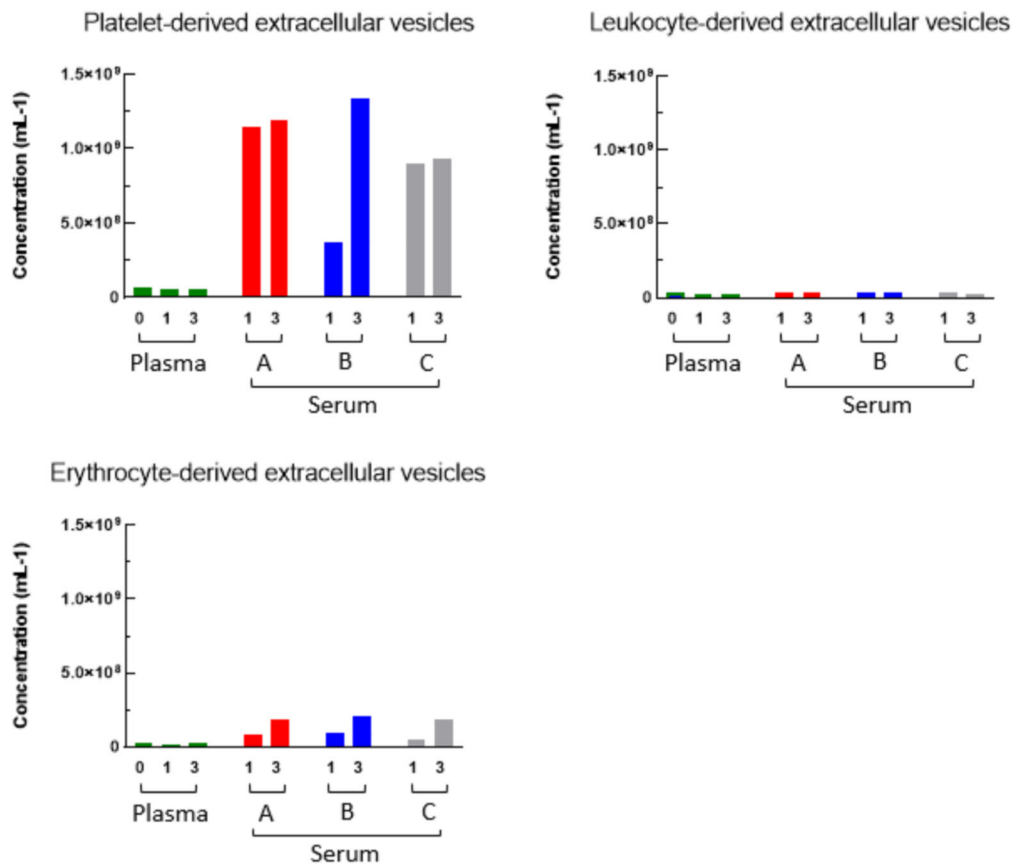 Platelet-derived extracellular vesicles
Concentration (mL-1)
1.5×10⁹
1.0×10⁹
5.0×10⁸
0
0 1 3 1 3 1 3 1 3
Plasma A B C
Serum
Leukocyte-derived extracellular vesicles
Concentration (mL-1)
1.5×10⁹
1.0×10⁹
5.0×10⁸
0
0 1 3 1 3 1 3 1 3
Plasma A B C
Serum
Erythrocyte-derived extracellular vesicles
Concentration (mL-1)
1.5×10⁹
1.0×10⁹
5.0×10⁸
0
0 1 3 1 3 1 3 1 3
Plasma A B C
Serum